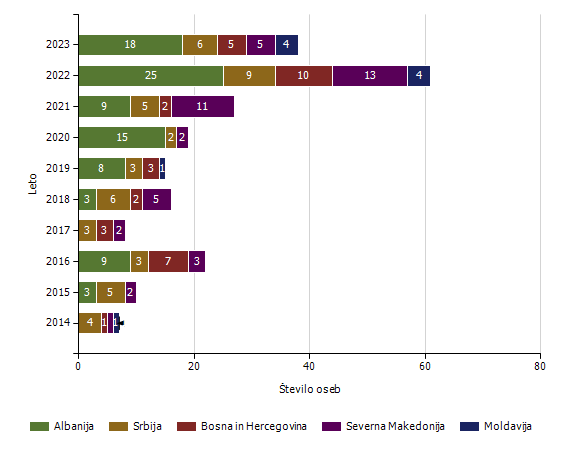 2023 18 6 5 5 4
2022 25 9 10 13 4
2021 9 5 2 11
2020 15 2 2
2019 8 3 3 1
2018 3 6 2 5
2017 3 3 2
2016 9 3 7 3
2015 3 5 2
2014 4 1 1
Leto
0 20 40 60 80
Število oseb
Albanija Srbija Bosna in Hercegovina Severna Makedonija Moldavija